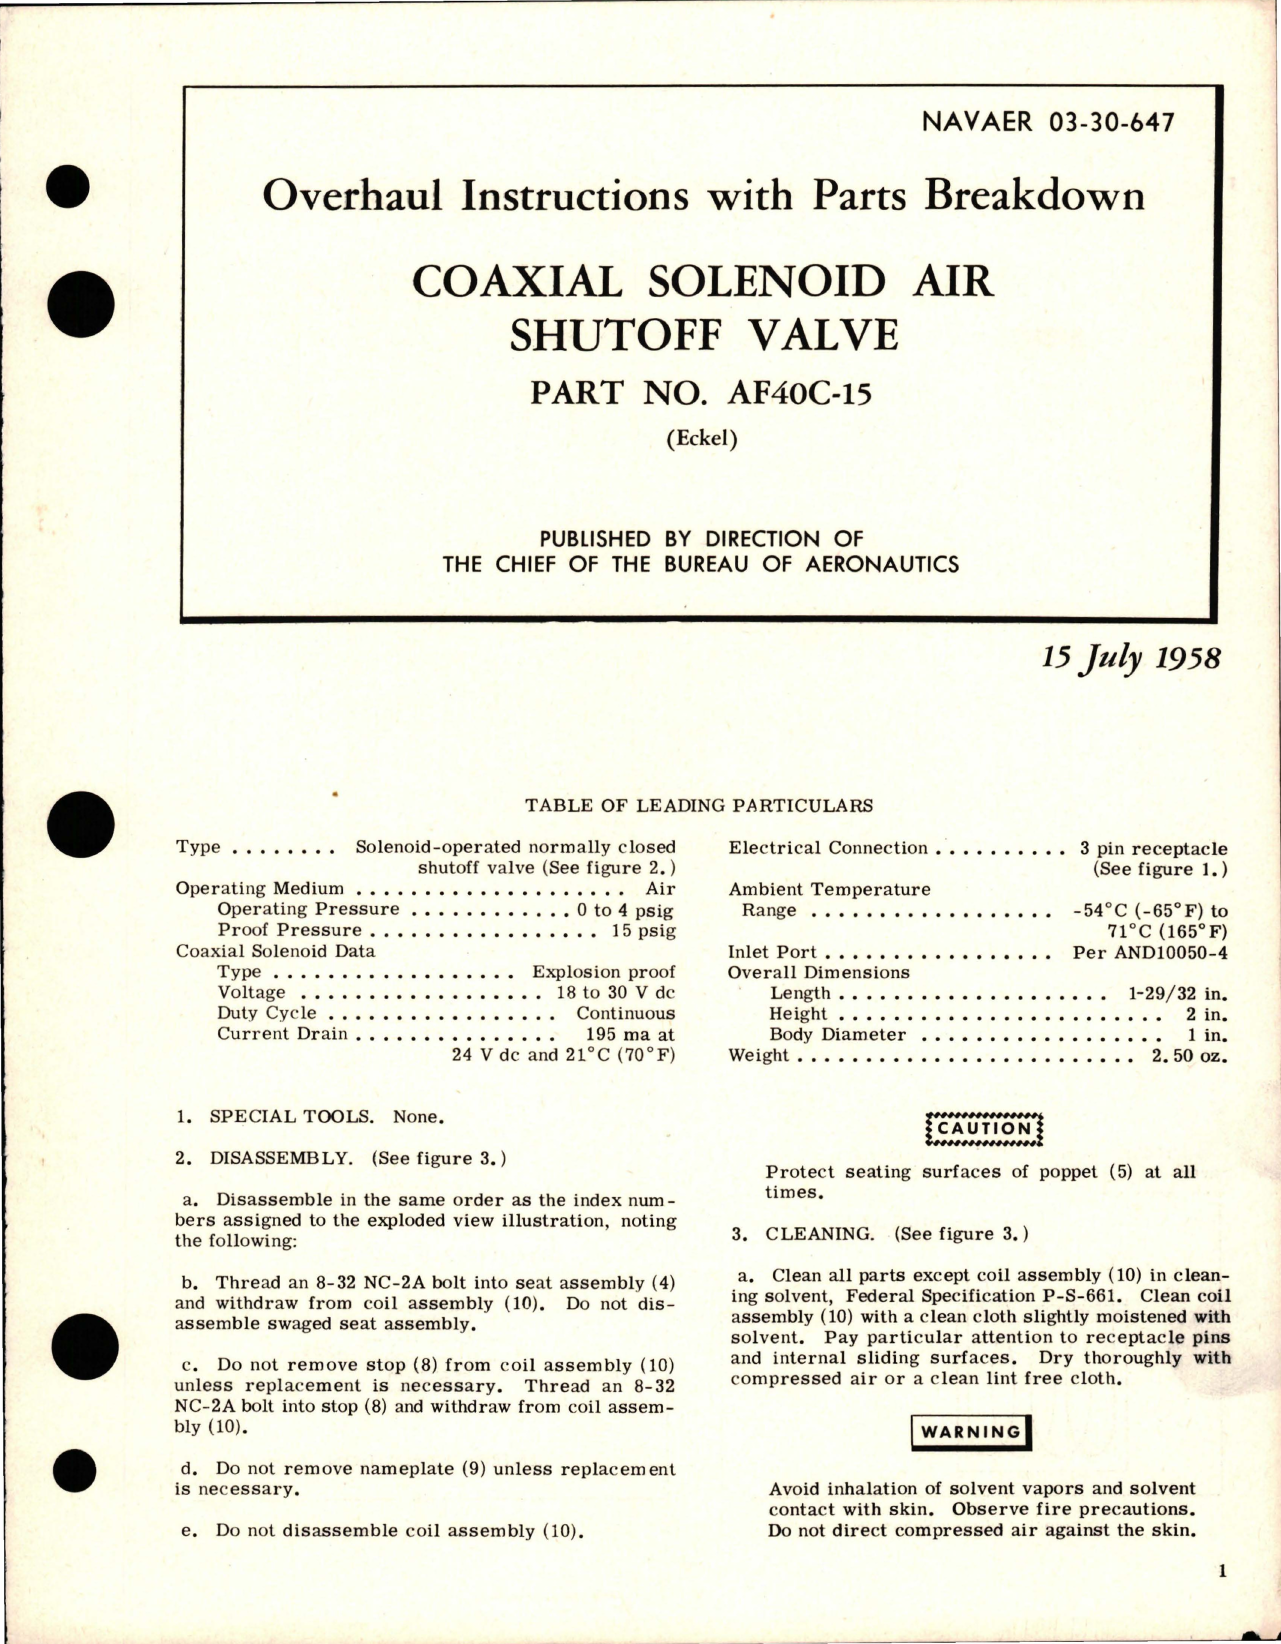 NAVAER 03-30-647
Overhaul Instructions with Parts Breakdown
COAXIAL SOLENOID AIR
SHUTOFF VALVE
PART NO. AF40C-15
(Eckel)
PUBLISHED BY DIRECTION OF
THE CHIEF OF THE BUREAU OF AERONAUTICS
15 July 1958
TABLE OF LEADING PARTICULARS
Type . . . . . . . . Solenoid-operated normally closed
shutoff valve (See figure 2.)
Operating Medium . . . . . . . . . . . . . . . . . . . . Air
Operating Pressure . . . . . . . . . . . . 0 to 4 psig
Proof Pressure . . . . . . . . . . . . . . . . . 15 psig
Coaxial Solenoid Data
Type . . . . . . . . . . . . . . . . . . Explosion proof
Voltage . . . . . . . . . . . . . . . . . . 18 to 30 V dc
Duty Cycle . . . . . . . . . . . . . . . . . Continuous
Current Drain . . . . . . . . . . . . . . . 195 ma at
24 V dc and 21°C (70°F)
Electrical Connection . . . . . . . . . . 3 pin receptacle
(See figure 1.)
Ambient Temperature
Range . . . . . . . . . . . . . . . . . . -54°C (-65°F) to
71°C (165°F)
Inlet Port . . . . . . . . . . . . . . . . . Per AND10050-4
Overall Dimensions
Length . . . . . . . . . . . . . . . . . . . . 1-29/32 in.
Height . . . . . . . . . . . . . . . . . . . . . . . . 2 in.
Body Diameter . . . . . . . . . . . . . . . . . . 1 in.
Weight . . . . . . . . . . . . . . . . . . . . . . . . . 2.50 oz.
1. SPECIAL TOOLS. None.
2. DISASSEMBLY. (See figure 3.)
a. Disassemble in the same order as the index num-
bers assigned to the exploded view illustration, noting
the following:
b. Thread an 8-32 NC-2A bolt into seat assembly (4)
and withdraw from coil assembly (10). Do not dis-
assemble swaged seat assembly.
c. Do not remove stop (8) from coil assembly (10)
unless replacement is necessary. Thread an 8-32
NC-2A bolt into stop (8) and withdraw from coil assem-
bly (10).
d. Do not remove nameplate (9) unless replacement
is necessary.
e. Do not disassemble coil assembly (10).
CAUTION
Protect seating surfaces of poppet (5) at all
times.
3. CLEANING. (See figure 3.)
a. Clean all parts except coil assembly (10) in clean-
ing solvent, Federal Specification P-S-661. Clean coil
assembly (10) with a clean cloth slightly moistened with
solvent. Pay particular attention to receptacle pins
and internal sliding surfaces. Dry thoroughly with
compressed air or a clean lint free cloth.
WARNING
Avoid inhalation of solvent vapors and solvent
contact with skin. Observe fire precautions.
Do not direct compressed air against the skin.
1